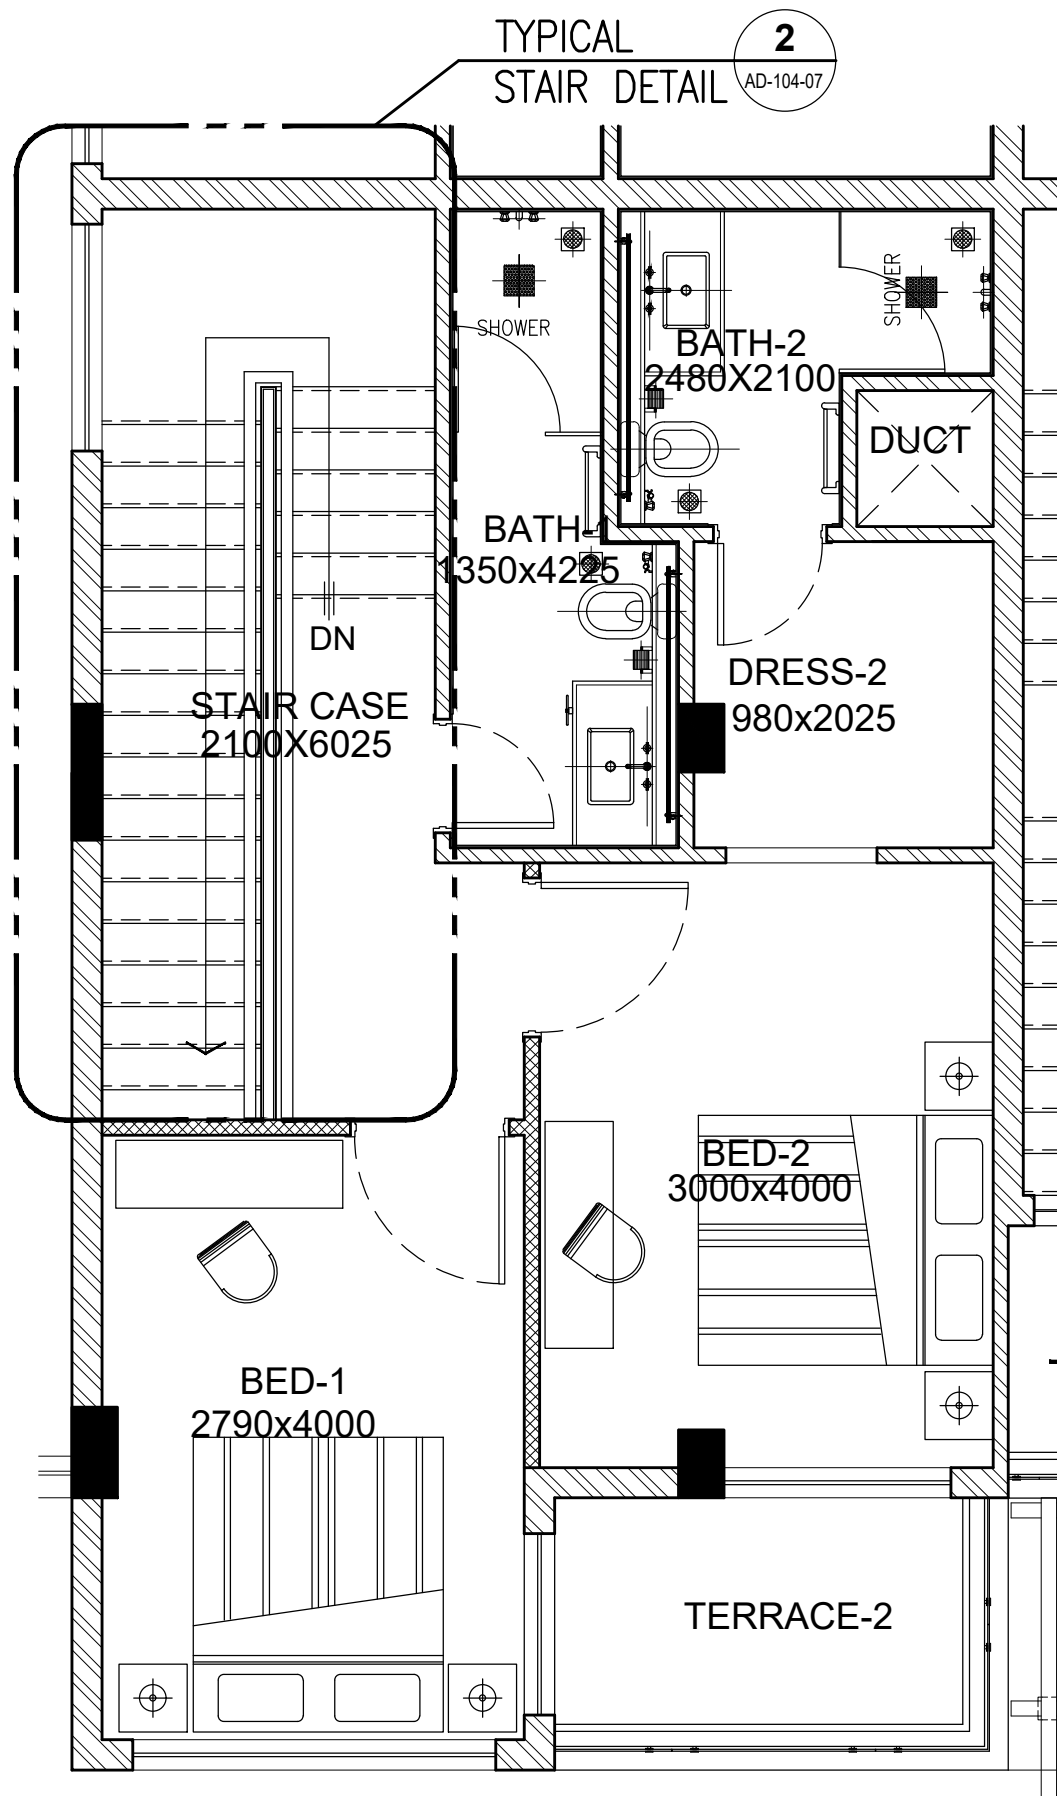 TYPICAL
STAIR DETAIL
2
AD-104-07
SHOWER
SHOWER
BATH-2
2480X2100
DUCT
BATH-1
1350x4225
DN
STAIR CASE
2100X6025
DRESS-2
980x2025
BED-2
3000x4000
BED-1
2790x4000
TERRACE-2